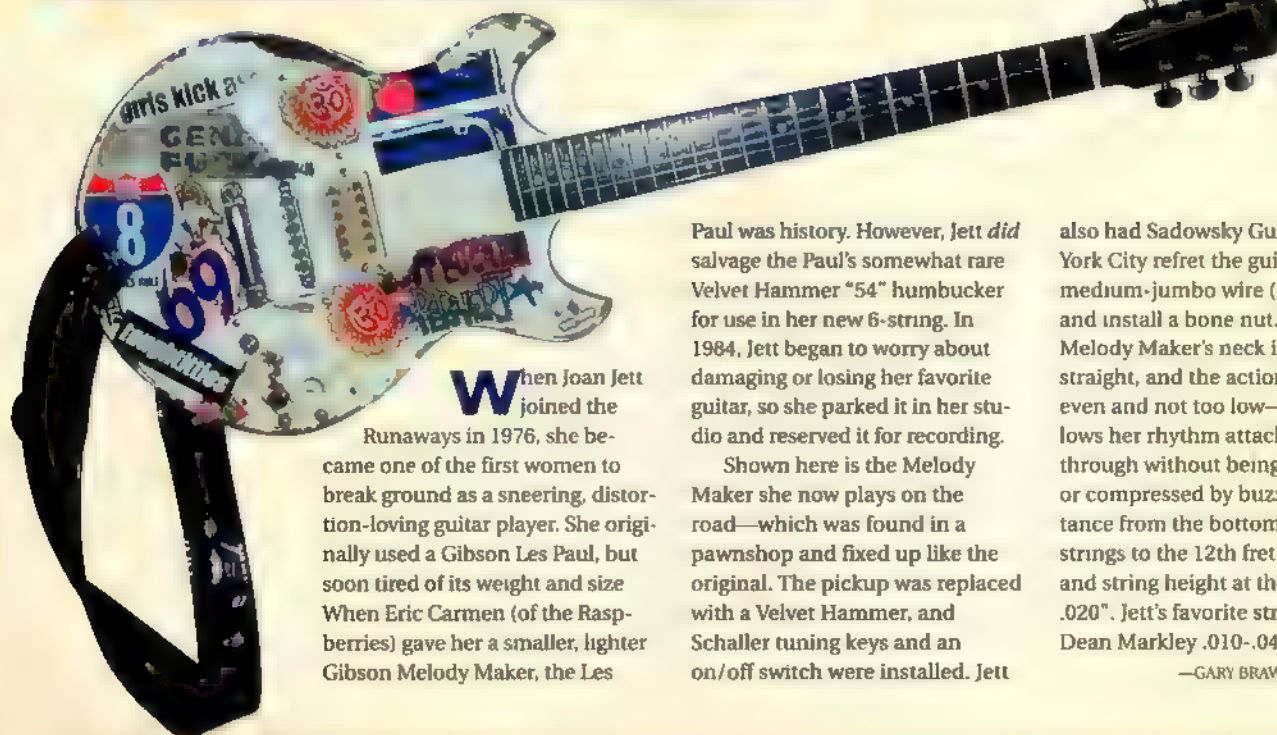 girls kick
8
69
When Joan Jett
joined the
Runaways in 1976, she be-
came one of the first women to
break ground as a sneering, distor-
tion-loving guitar player. She origi-
nally used a Gibson Les Paul, but
soon tired of its weight and size
When Eric Carmen (of the Rasp-
berries) gave her a smaller, lighter
Gibson Melody Maker, the Les
Paul was history. However, Jett did
salvage the Paul's somewhat rare
Velvet Hammer "54" humbucker
for use in her new 6-string. In
1984, Jett began to worry about
damaging or losing her favorite
guitar, so she parked it in her stu-
dio and reserved it for recording.
Shown here is the Melody
Maker she now plays on the
road—which was found in a
pawnshop and fixed up like the
original. The pickup was replaced
with a Velvet Hammer, and
Schaller tuning keys and an
on/off switch were installed. Jett
also had Sadowsky Gu
York City refret the gui
medium-jumbo wire (
and install a bone nut.
Melody Maker's neck i
straight, and the action
even and not too low—
lows her rhythm attack
through without being
or compressed by buzz
tance from the bottom
strings to the 12th fret
and string height at th
.020". Jett's favorite str
Dean Markley .010-.04
—GARY BRAW